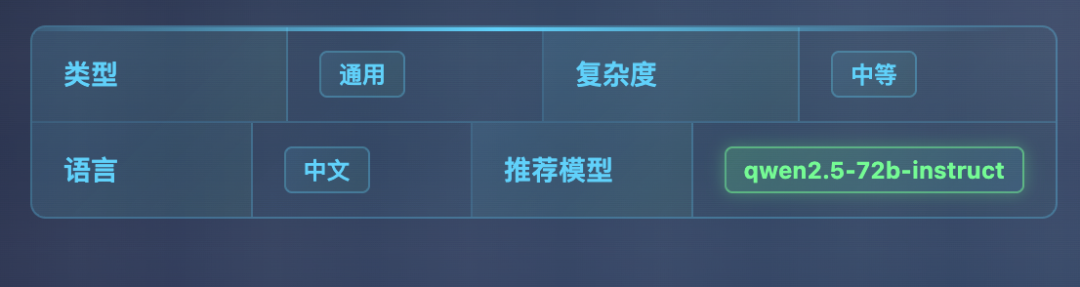 类型 通用 复杂度 中等
语言 中文 推荐模型 qwen2.5-72b-instruct